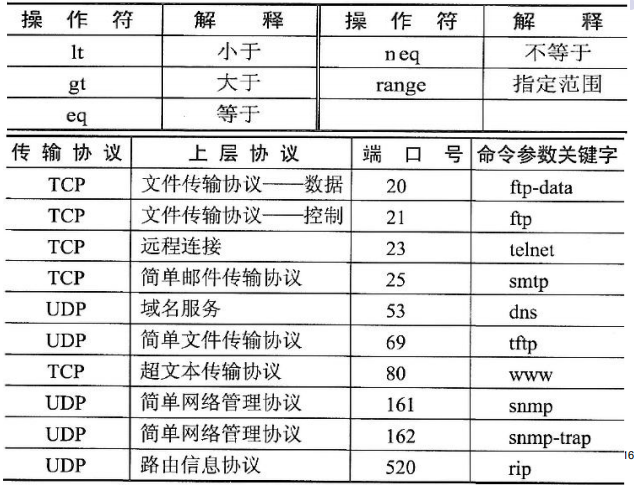 操作符 解释 操作符 解释
lt 小于 neq 不等于
gt 大于 range 指定范围
eq 等于
传输协议 上层协议 端口号 命令参数关键字
TCP 文件传输协议——数据 20 ftp-data
TCP 文件传输协议——控制 21 ftp
TCP 远程连接 23 telnet
TCP 简单邮件传输协议 25 smtp
UDP 域名服务 53 dns
UDP 简单文件传输协议 69 tftp
TCP 超文本传输协议 80 www
UDP 简单网络管理协议 161 snmp
UDP 简单网络管理协议 162 snmp-trap
16
UDP 路由信息协议 520 rip